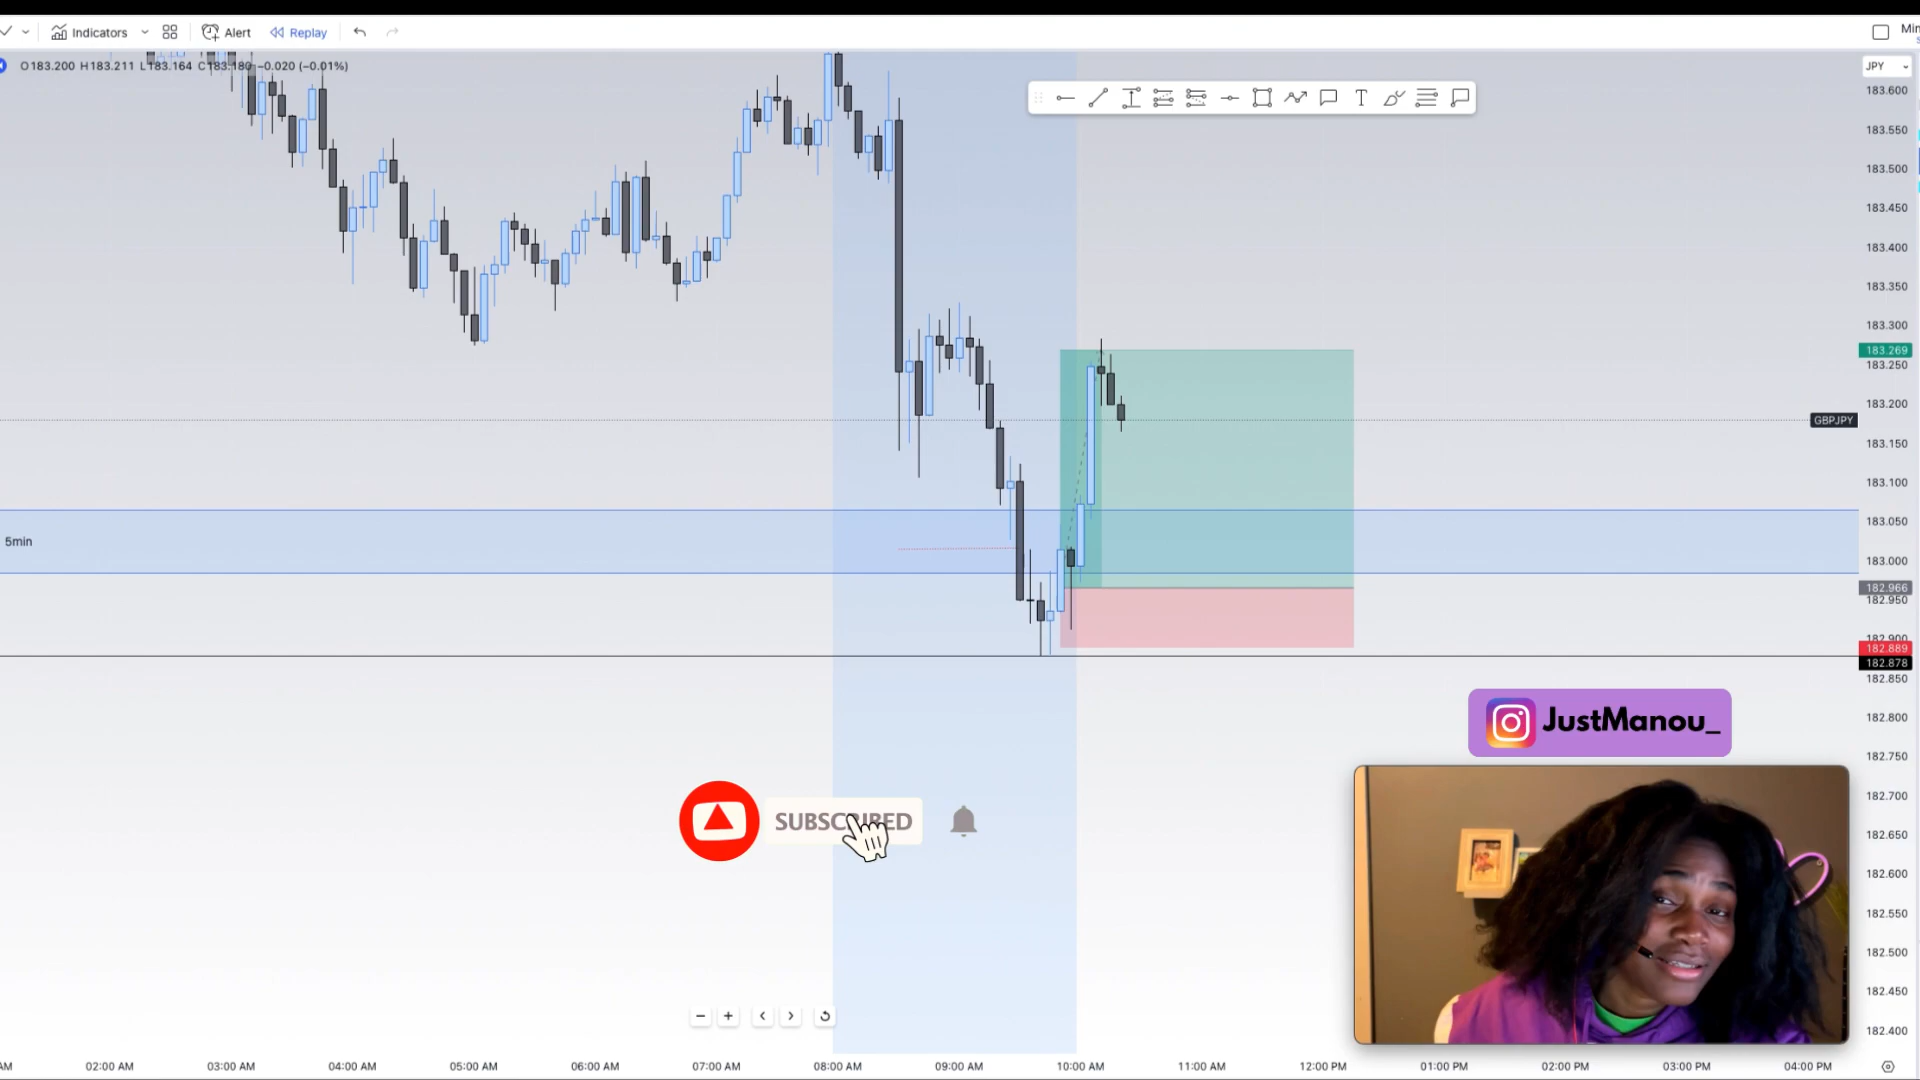 Indicators
Alert
Replay
Min
O183.200 H183.211 L183.164 C183.180 −0.020 (−0.01%)
JPY
183.600
183.550
183.500
183.450
183.400
183.350
183.300
183.269
183.250
183.200
GBPJPY
183.150
183.100
183.050
5min
183.000
182.966
182.950
182.900
182.889
182.878
182.850
182.800
JustManou_
182.750
182.700
SUBSCRIBED
182.650
182.600
182.550
182.500
182.450
182.400
AM
02:00 AM
03:00 AM
04:00 AM
05:00 AM
06:00 AM
07:00 AM
08:00 AM
09:00 AM
10:00 AM
11:00 AM
12:00 PM
01:00 PM
02:00 PM
03:00 PM
04:00 PM